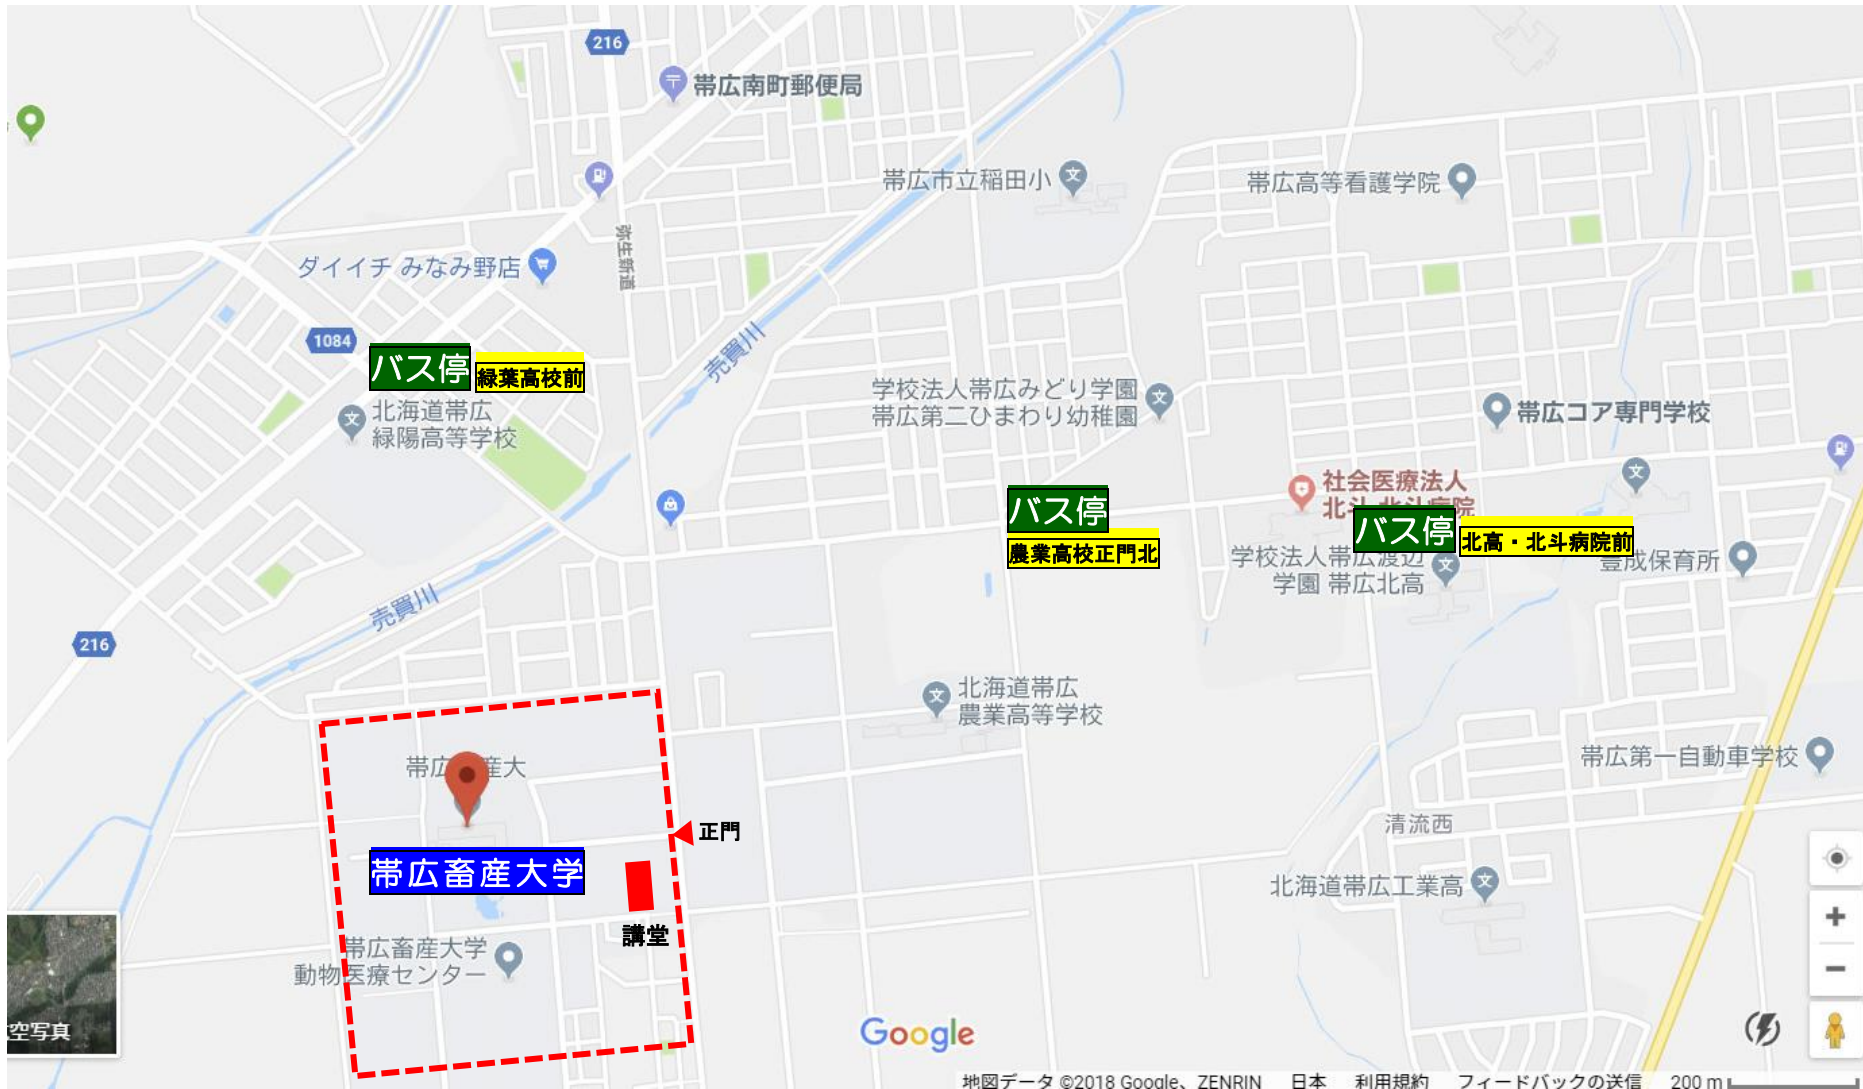 216
帯広南町郵便局
帯広市立稲田小
帯広高等看護学院
弥生新道
ダイイチ みなみ野店
1084
バス停
緑葉高校前
売買川
北海道帯広
緑陽高等学校
学校法人帯広みどり学園
帯広第二ひまわり幼稚園
帯広コア専門学校
社会医療法人
北斗 北斗病院
バス停
農業高校正門北
バス停
北高・北斗病院前
学校法人帯広渡辺
学園 帯広北高
豊成保育所
売買川
216
北海道帯広
農業高等学校
帯広第一自動車学校
帯広 産大
正門
清流西
帯広畜産大学
北海道帯広工業高
講堂
帯広畜産大学
動物医療センター
空写真
Google
地図データ ©2018 Google、ZENRIN 日本 利用規約 フィードバックの送信 200 m